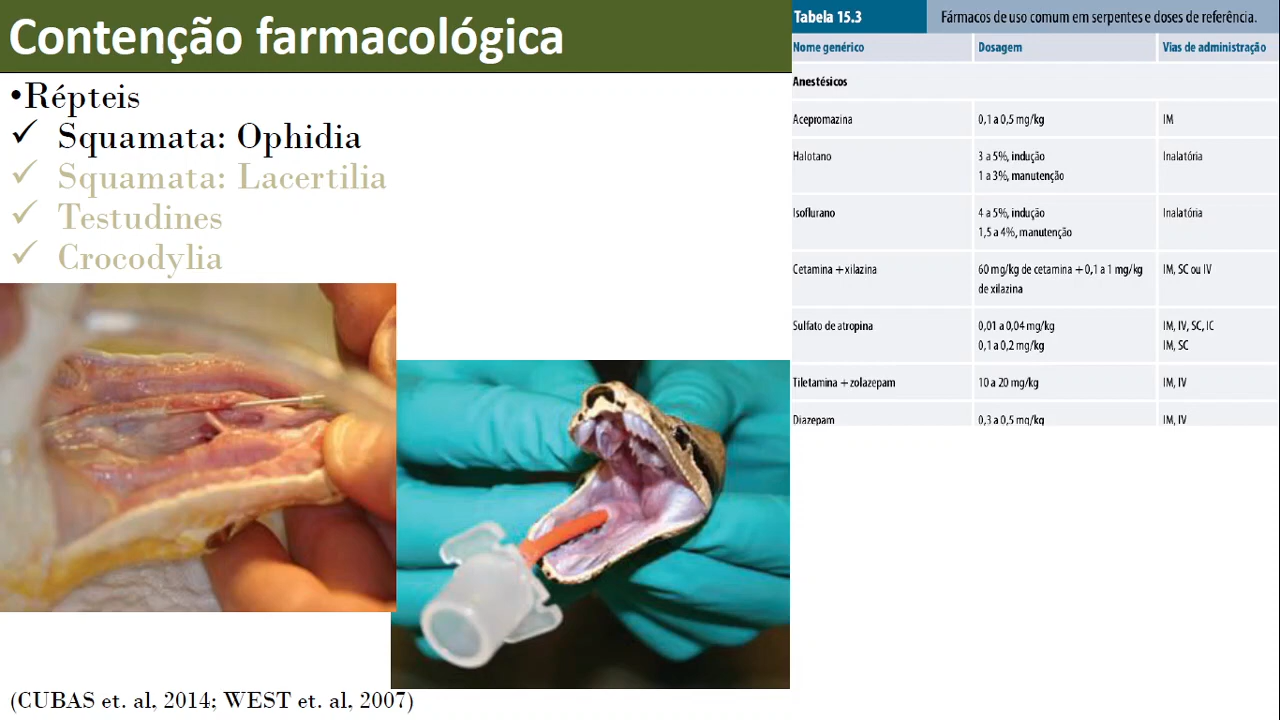 Contenção farmacológica
•Répteis
✓ Squamata: Ophidia
✓ Squamata: Lacertilia
✓ Testudines
✓ Crocodylia
(CUBAS et. al, 2014; WEST et. al, 2007)
Tabela 15.3 Fármacos de uso comum em serpentes e doses de referência.
Nome genérico Dosagem Vias de administração
Anestésicos
Acepromazina 0,1 a 0,5 mg/kg IM
Halotano 3 a 5%, indução Inalatória
1 a 3%, manutenção
Isoflurano 4 a 5%, indução Inalatória
1,5 a 4%, manutenção
Cetamina + xilazina 60 mg/kg de cetamina + 0,1 a 1 mg/kg IM, SC ou IV
de xilazina
Sulfato de atropina 0,01 a 0,04 mg/kg IM, IV, SC, IC
0,1 a 0,2 mg/kg IM, SC
Tiletamina + zolazepam 10 a 20 mg/kg IM, IV
Diazepam 0,3 a 0,5 mg/kg IM, IV